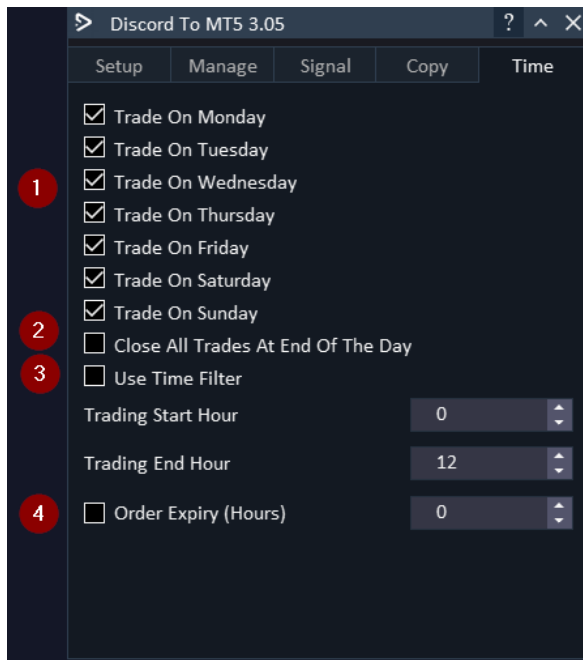 Discord To MT5 3.05 ?
Setup Manage Signal Copy Time
Trade On Monday
Trade On Tuesday
1 Trade On Wednesday
Trade On Thursday
Trade On Friday
Trade On Saturday
Trade On Sunday
2 Close All Trades At End Of The Day
3 Use Time Filter
Trading Start Hour 0
Trading End Hour 12
4 Order Expiry (Hours) 0